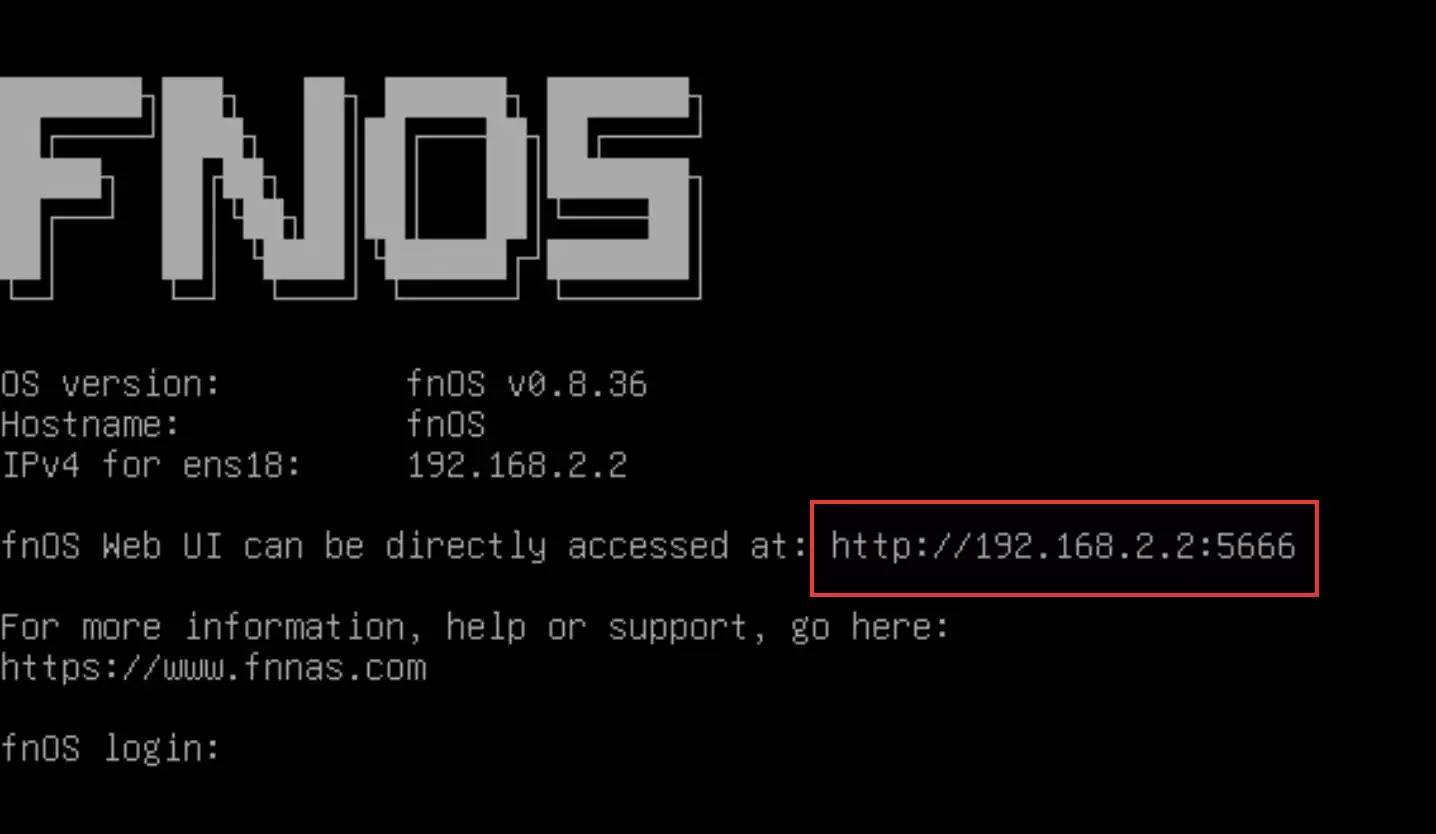 FNOS
OS version: fnOS v0.8.36
Hostname: fnOS
IPv4 for ens18: 192.168.2.2
fnOS Web UI can be directly accessed at: http://192.168.2.2:5666
For more information, help or support, go here:
https://www.fnnas.com
fnOS login: